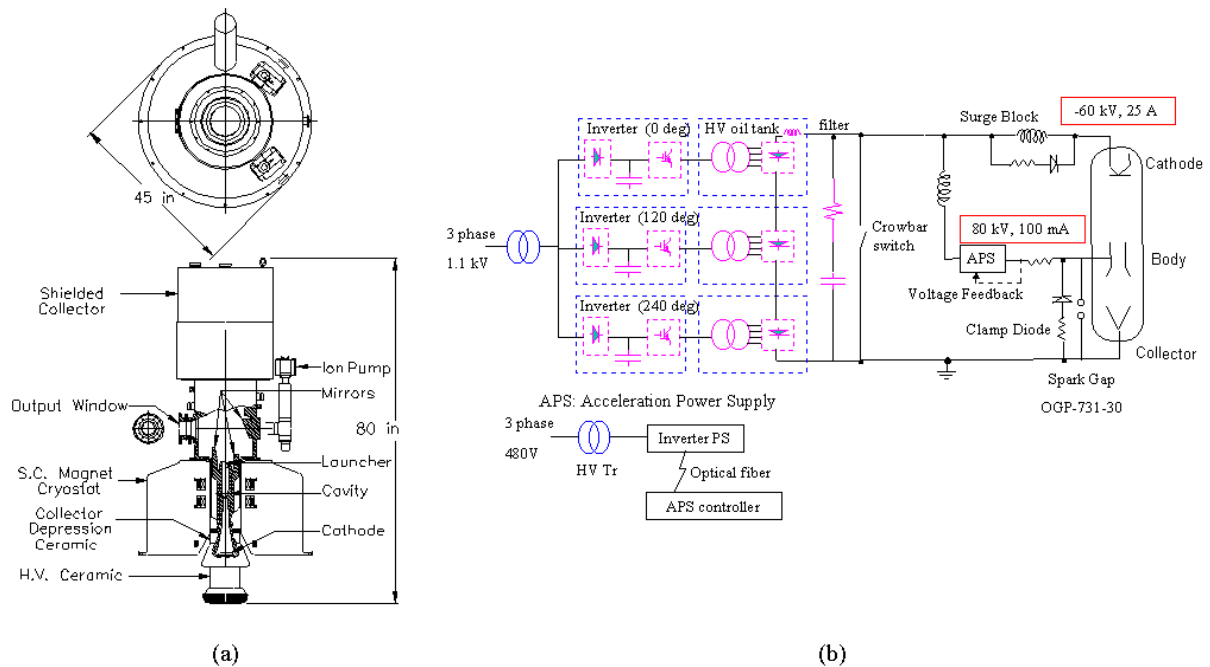 45 in
Shielded
Collector
Ion Pump
Mirrors
Output Window
80 in
S.C. Magnet
Cryostat
Launcher
Cavity
Collector
Depression
Ceramic
Cathode
H.V. Ceramic
(a)
Inverter (0 deg)
HV oil tank
filter
Surge Block
-60 kV, 25 A
Cathode
Inverter (120 deg)
3 phase
1.1 kV
Crowbar
switch
80 kV, 100 mA
APS
Body
Voltage Feedback
Inverter (240 deg)
Clamp Diode
Collector
Spark Gap
OGP-731-30
APS: Acceleration Power Supply
3 phase
480V
HV Tr
Inverter PS
Optical fiber
APS controller
(b)